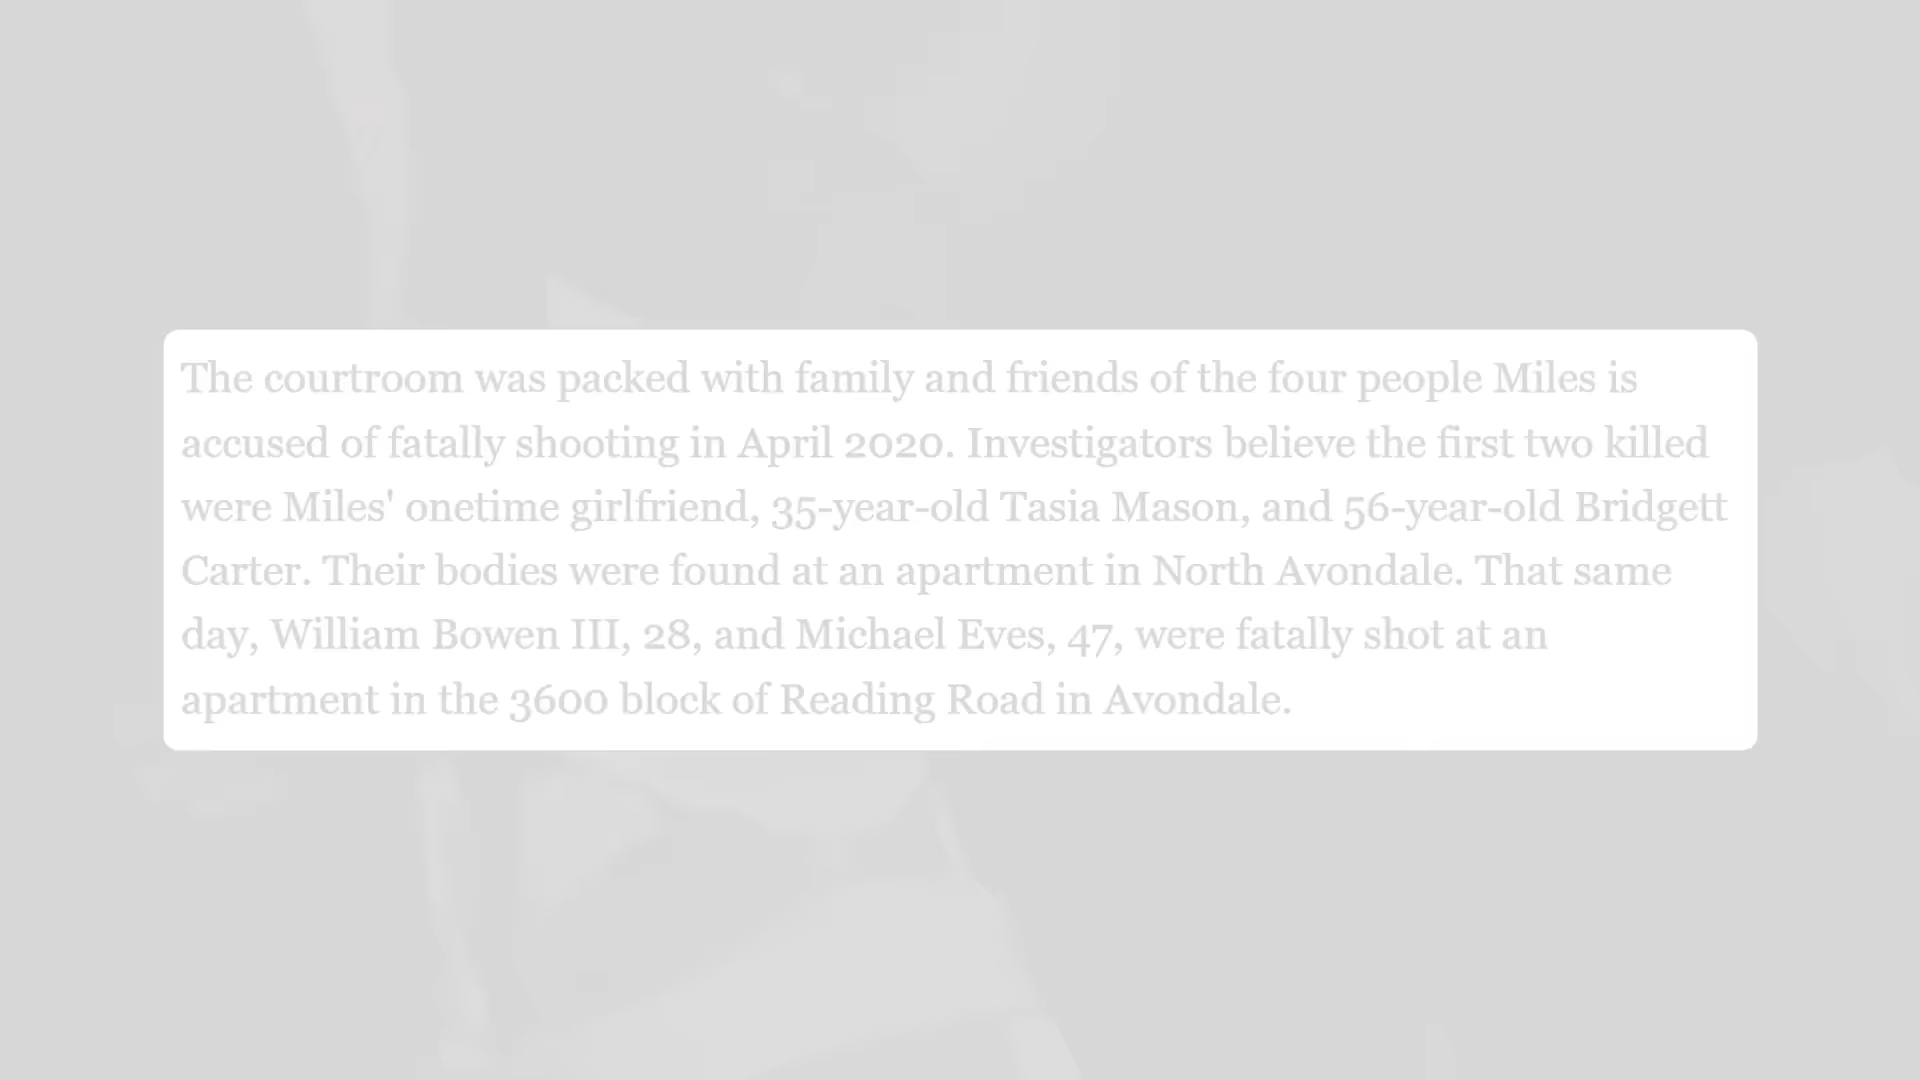 The courtroom was packed with family and friends of the four people Miles is
accused of fatally shooting in April 2020. Investigators believe the first two killed
were Miles' onetime girlfriend, 35-year-old Tasia Mason, and 56-year-old Bridgett
Carter. Their bodies were found at an apartment in North Avondale. That same
day, William Bowen III, 28, and Michael Eves, 47, were fatally shot at an
apartment in the 3600 block of Reading Road in Avondale.